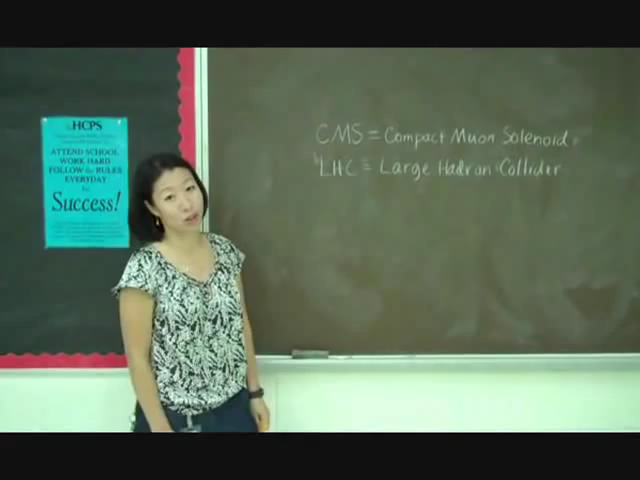 HCPS
ATTEND SCHOOL
WORK HARD
FOLLOW the RULES
EVERYDAY
Success!
CMS = Compact Muon Solenoid
LHC = Large Hadron Collider